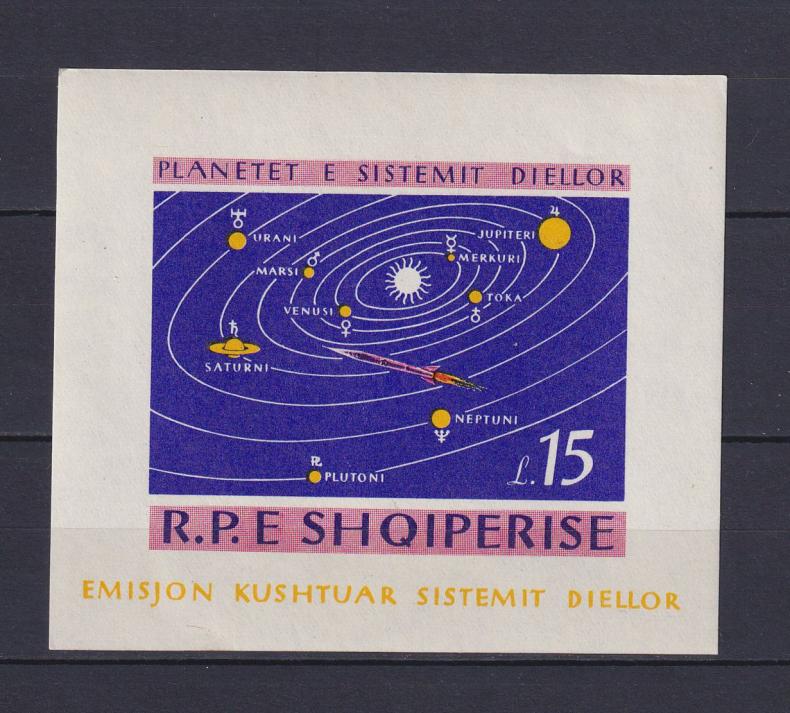 PLANETET E SISTEMIT DIELLOR
♃
♅
JUPITERI
URANI
☿
♂
MERKURI
MARSI
TOKA
VENUSI
♁
♀
♄
SATURNI
NEPTUNI
♆
L.15
♇
PLUTONI
R.P.E SHQIPERISE
EMISJON KUSHTUAR SISTEMIT DIELLOR